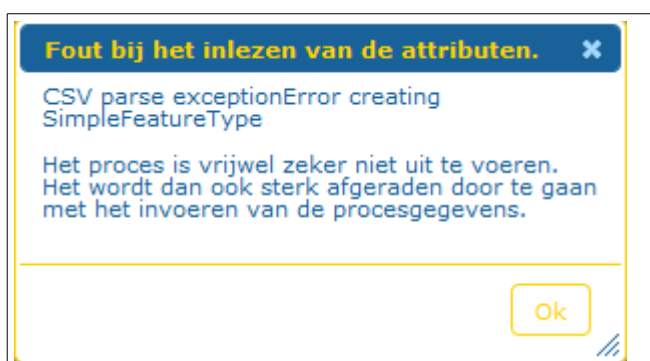 Fout bij het inlezen van de attributen.
CSV parse exceptionError creating
SimpleFeatureType
Het proces is vrijwel zeker niet uit te voeren.
Het wordt dan ook sterk afgeraden door te gaan
met het invoeren van de procesgegevens.
Ok